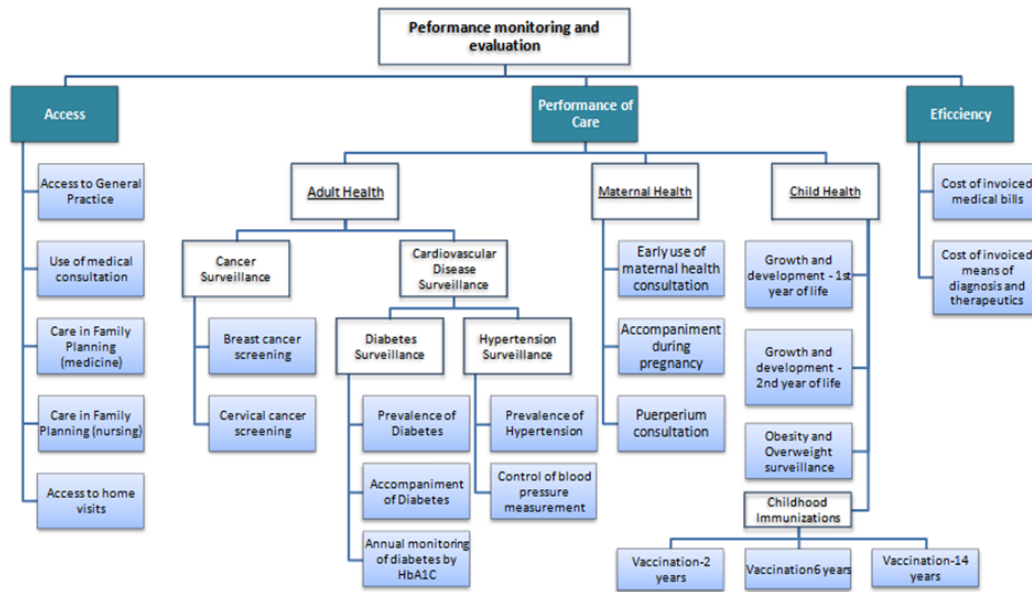 Peformance monitoring and
evaluation
Access
Performance of
Care
Eficciency
Access to General
Practice
Use of medical
consultation
Care in Family
Planning
(medicine)
Care in Family
Planning (nursing)
Access to home
visits
Adult Health
Cancer
Surveillance
Breast cancer
screening
Cervical cancer
screening
Cardiovascular
Disease
Surveillance
Diabetes
Surveillance
Prevalence of
Diabetes
Accompaniment
of Diabetes
Annual monitoring
of diabetes by
HbA1C
Hypertension
Surveillance
Prevalence of
Hypertension
Control of blood
pressure
measurement
Maternal Health
Early use of
maternal health
consultation
Accompaniment
during
pregnancy
Puerperium
consultation
Child Health
Growth and
development - 1st
year of life
Growth and
development -
2nd year of life
Obesity and
Overweight
surveillance
Childhood
Immunizations
Vaccination-2
years
Vaccination6 years
Vaccination-14
years
Cost of invoiced
medical bills
Cost of invoiced
means of
diagnosis and
therapeutics